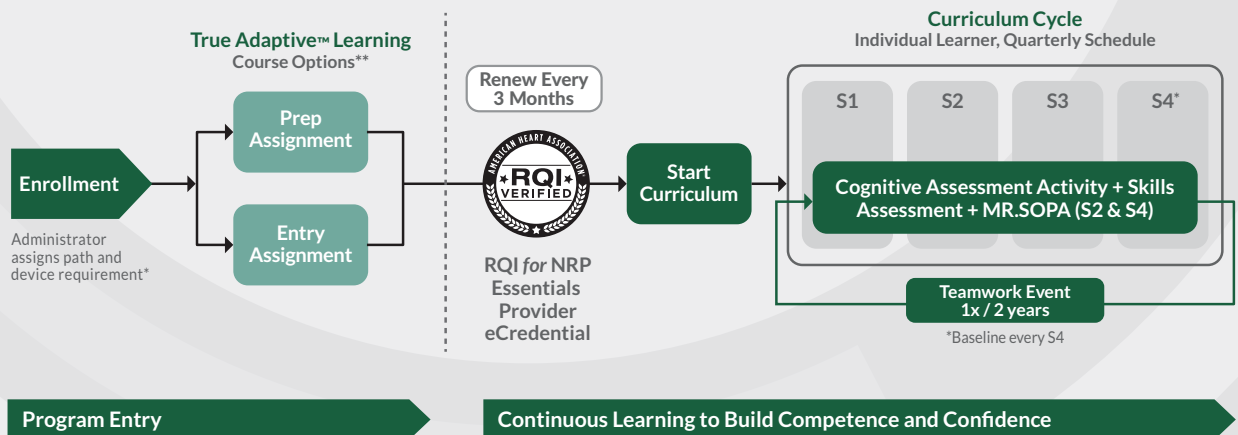 True Adaptive™ Learning
Course Options**
Enrollment
Administrator
assigns path and
device requirement*
Prep
Assignment
Entry
Assignment
Renew Every
3 Months
AMERICAN HEART ASSOCIATION®
RQI
VERIFIED
RQI for NRP
Essentials
Provider
eCredential
Start
Curriculum
Curriculum Cycle
Individual Learner, Quarterly Schedule
S1
S2
S3
S4*
Cognitive Assessment Activity + Skills
Assessment + MR.SOPA (S2 & S4)
Teamwork Event
1x / 2 years
*Baseline every S4
Program Entry
Continuous Learning to Build Competence and Confidence